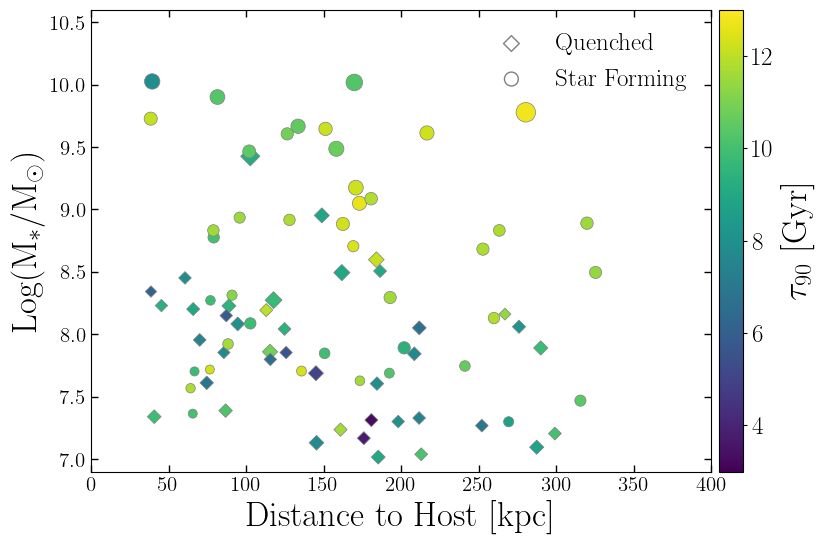 10.5
10.0
9.5
9.0
8.5
8.0
7.5
7.0
Log(M*/M⊙)
0 50 100 150 200 250 300 350 400
Distance to Host [kpc]
Quenched
Star Forming
12
10
8
6
4
τ90 [Gyr]